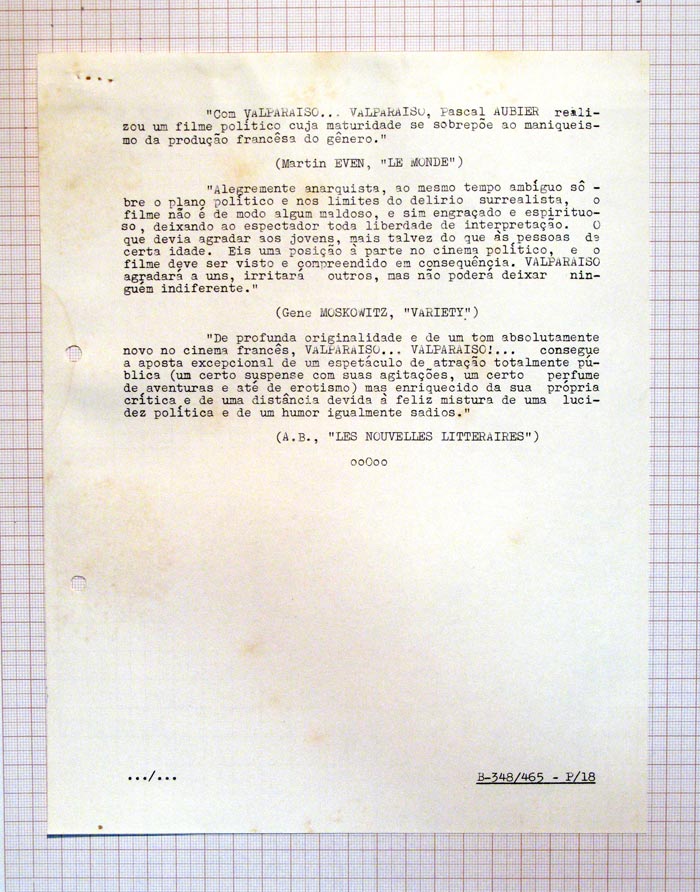 "Com VALPARAISO... VALPARAISO, Pascal AUBIER reali-
zou um filme político cuja maturidade se sobrepõe ao maniqueis-
mo da produção francêsa do gênero."
(Martin EVEN, "LE MONDE")
"Alegremente anarquista, ao mesmo tempo ambíguo sô -
bre o plano político e nos limites do delirio surrealista, o
filme não é de modo algum maldoso, e sim engraçado e espirituo-
so, deixando ao espectador toda liberdade de interpretação. O
que devia agradar aos jovens, mais talvez do que às pessoas de
certa idade. Eis uma posição à parte no cinema político, e o
filme deve ser visto e compreendido em consequência. VALPARAISO
agradará a uns, irritará outros, mas não poderá deixar nin-
guém indiferente."
(Gene MOSKOWITZ, "VARIETY")
"De profunda originalidade e de um tom absolutamente
novo no cinema francês, VALPARAISO... VALPARAISO!... consegue
a aposta excepcional de um espetáculo de atração totalmente pú-
blica (um certo suspense com suas agitações, um certo perfume
de aventuras e até de erotismo) mas enriquecido da sua própria
crítica e de uma distância devida à feliz mistura de uma luci-
dez política e de um humor igualmente sadios."
(A.B., "LES NOUVELLES LITTERAIRES")
ooOoo
.../...
B-348/465 - P/18